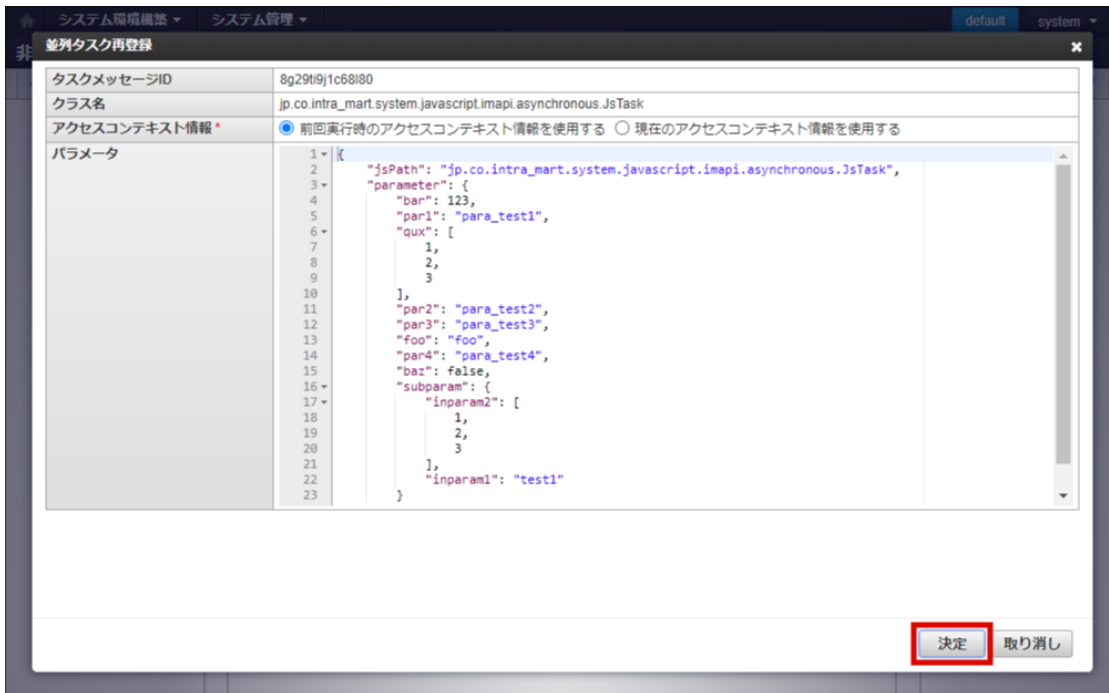 システム環境構築 ▾ システム管理 ▾ default system ▾
非
並列タスク再登録 ×
タスクメッセージID 8g29ti9j1c68l80
クラス名 jp.co.intra_mart.system.javascript.imapi.asynchronous.JsTask
アクセスコンテキスト情報 * 前回実行時のアクセスコンテキスト情報を使用する 現在のアクセスコンテキスト情報を使用する
パラメータ
1 {
2 "jsPath": "jp.co.intra_mart.system.javascript.imapi.asynchronous.JsTask",
3 "parameter": {
4 "bar": 123,
5 "par1": "para_test1",
6 "qux": [
7 1,
8 2,
9 3
10 ],
11 "par2": "para_test2",
12 "par3": "para_test3",
13 "foo": "foo",
14 "par4": "para_test4",
15 "baz": false,
16 "subparam": {
17 "inparam2": [
18 1,
19 2,
20 3
21 ],
22 "inparam1": "test1"
23 }
決定 取り消し